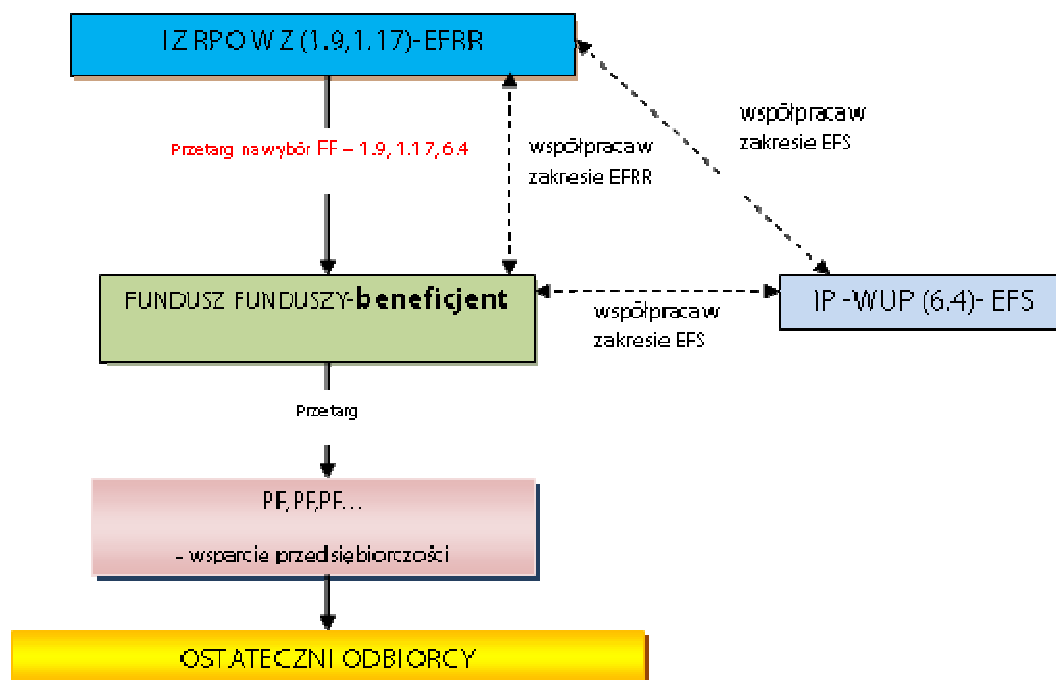 IZ RPO WZ (1.9,1.17)-EFRR
współpraca w
zakresie EFS
Przetarg na wybór FF – 1.9, 1.17, 6.4
współpraca w
zakresie EFRR
FUNDUSZ FUNDUSZY-beneficjent
IP -WUP (6.4)- EFS
współpraca w
zakresie EFS
Przetarg
PF,PF,PF...
- wsparcie przedsiębiorczości
OSTATECZNI ODBIORCY